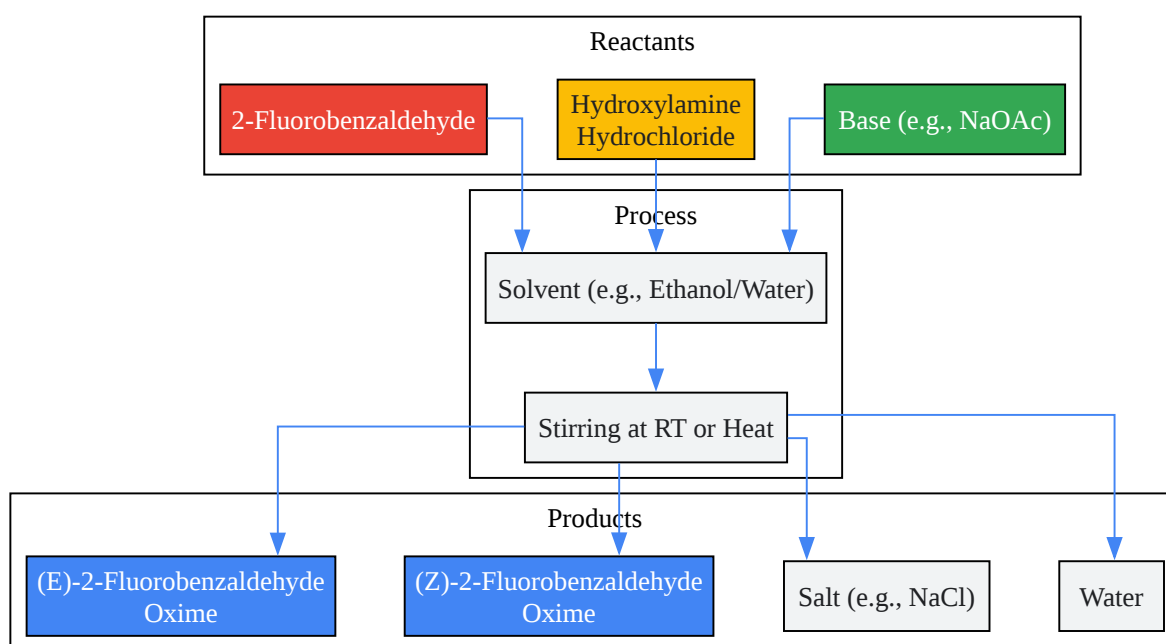 Reactants
2-Fluorobenzaldehyde
Hydroxylamine
Hydrochloride
Base (e.g., NaOAc)
Process
Solvent (e.g., Ethanol/Water)
Stirring at RT or Heat
Products
(E)-2-Fluorobenzaldehyde
Oxime
(Z)-2-Fluorobenzaldehyde
Oxime
Salt (e.g., NaCl)
Water